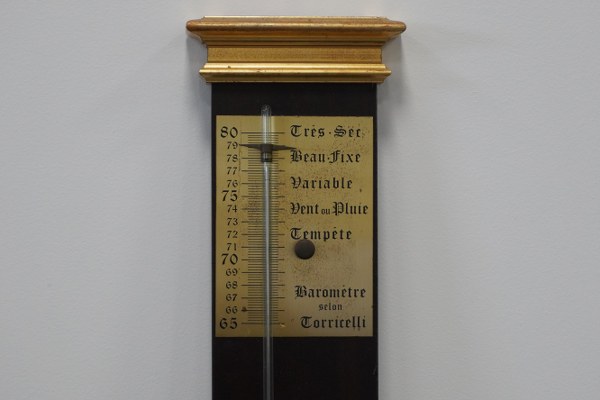 80 Très-Sec
79
78 Beau-Fixe
77
76 Variable
75
74 Vent ou Pluie
73
72 Tempète
71
70
69
68
67 Baromètre
66 selon
65 Torricelli